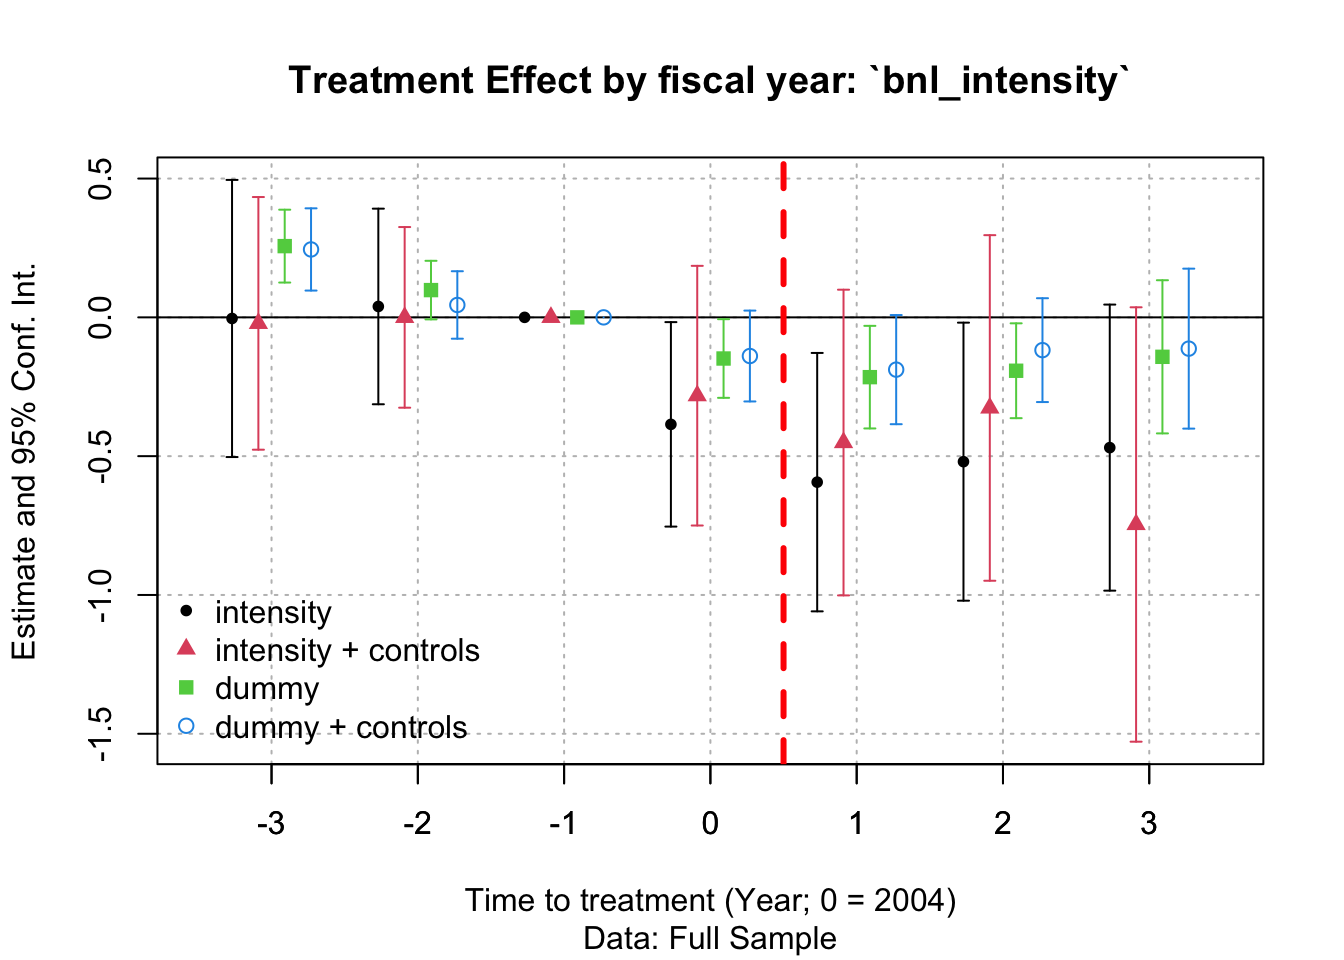 Treatment Effect by fiscal year: `bnl_intensity`
Estimate and 95% Conf. Int.
0.5
0.0
-0.5
-1.0
-1.5
intensity
intensity + controls
dummy
dummy + controls
-3 -2 -1 0 1 2 3
Time to treatment (Year; 0 = 2004)
Data: Full Sample